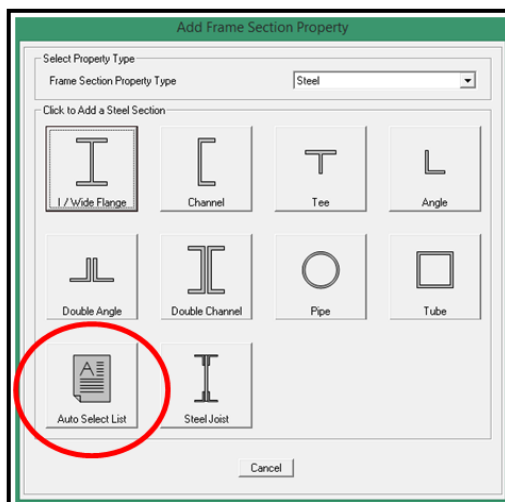 Add Frame Section Property
Select Property Type
Frame Section Property Type
Steel
Click to Add a Steel Section
I / Wide Flange
Channel
Tee
Angle
Double Angle
Double Channel
Pipe
Tube
A
Auto Select List
Steel Joist
Cancel